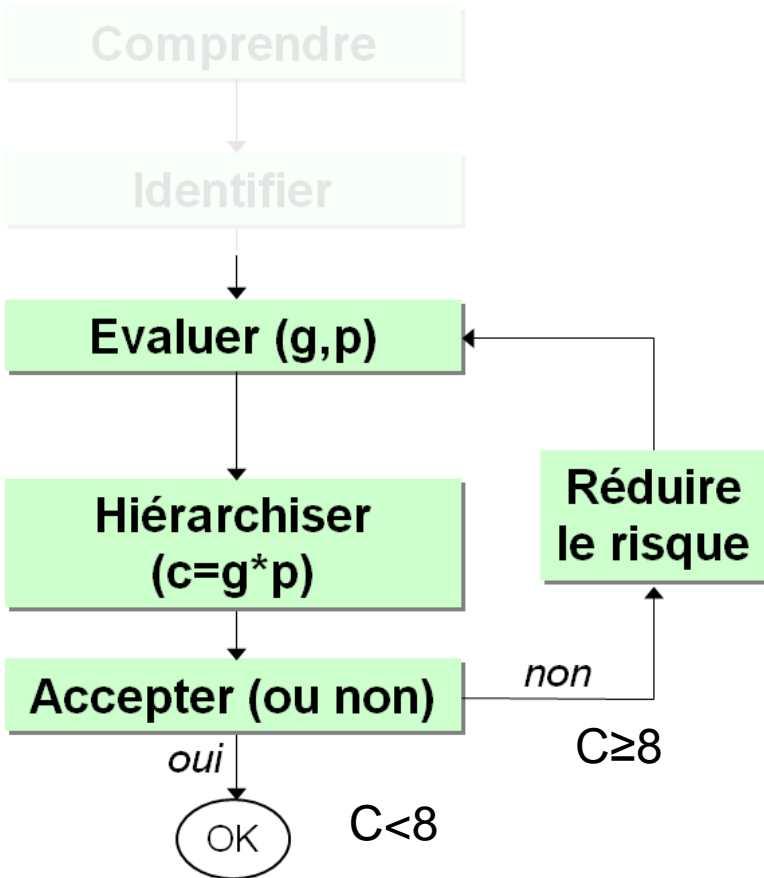 Comprendre
Identifier
Evaluer (g,p)
Hiérarchiser
(c=g*p)
Réduire
le risque
Accepter (ou non)
non
C≥8
oui
OK
C<8